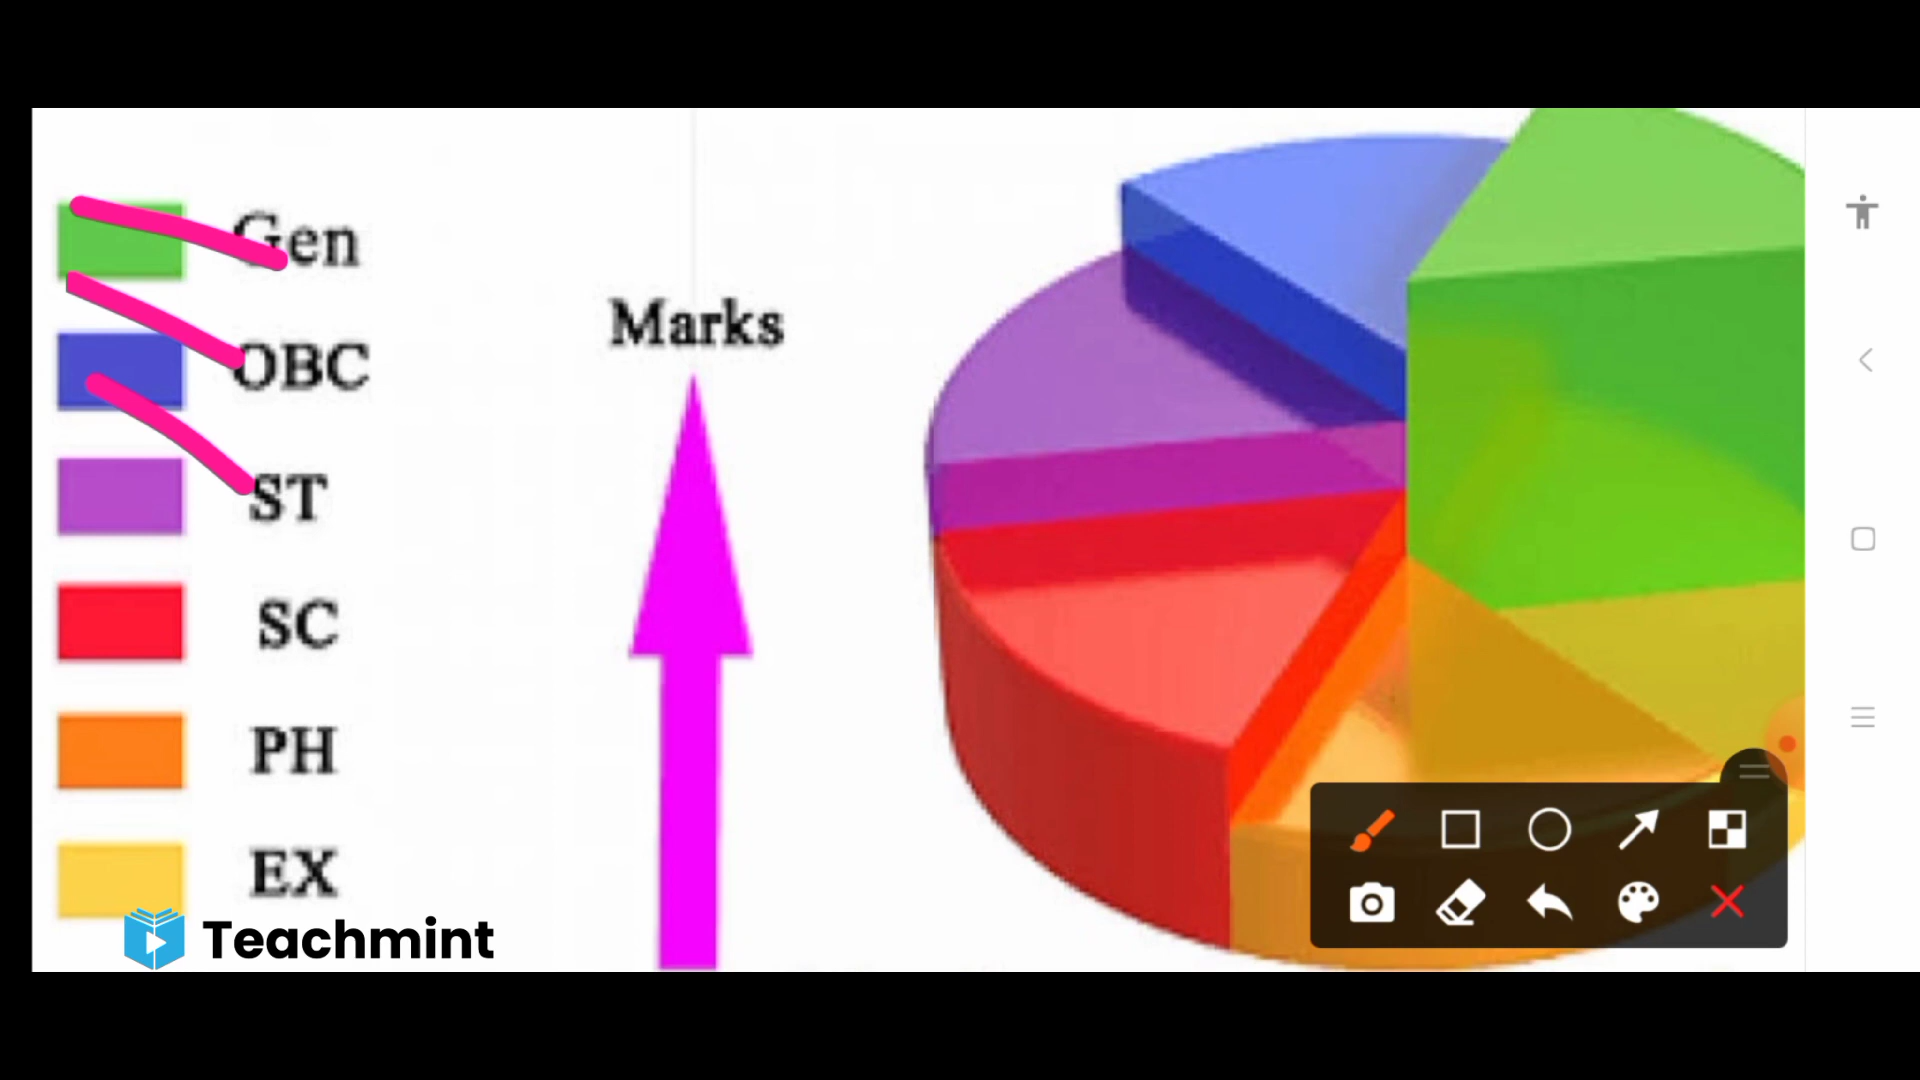 Gen
OBC
ST
SC
PH
EX
Marks
Teachmint